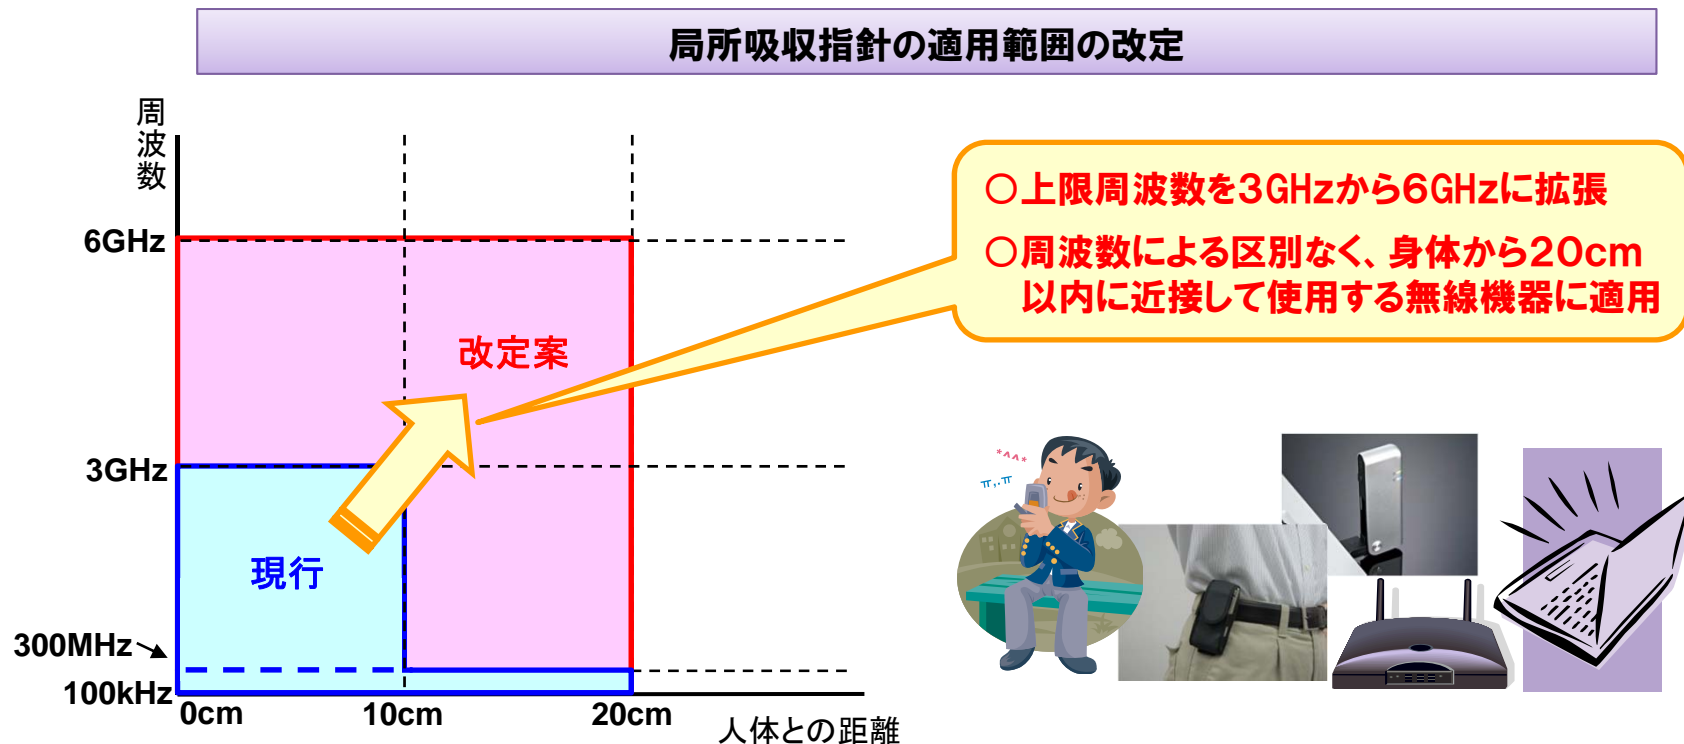 局所吸収指針の適用範囲の改定
周波数
6GHz
3GHz
300MHz
100kHz
0cm
10cm
20cm
人体との距離
改定案
現行
○上限周波数を3GHzから6GHzに拡張
○周波数による区別なく、身体から20cm
以内に近接して使用する無線機器に適用
*^^*
π,.π